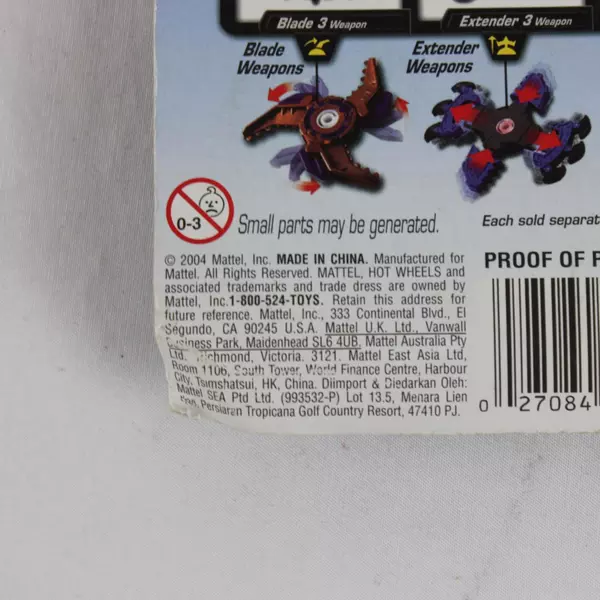 Blade 3 Weapon
Extender 3 Weapon
Blade Weapons
Extender Weapons
0-3
Small parts may be generated.
Each sold separat
© 2004 Mattel, Inc. MADE IN CHINA. Manufactured for
Mattel. All Rights Reserved. MATTEL, HOT WHEELS and
associated trademarks and trade dress are owned by
Mattel, Inc.1-800-524-TOYS. Retain this address for
future reference. Mattel, Inc., 333 Continental Blvd., El
Segundo, CA 90245 U.S.A. Mattel U.K. Ltd., Vanwall
Business Park, Maidenhead SL6 4UB. Mattel Australia Pty
Ltd. Richmond, Victoria. 3121. Mattel East Asia Ltd,
Room 1106, South Tower, World Finance Centre, Harbour
City, Tsimshatsui, HK, China. Diimport & Diedarkan Oleh:
Mattel SEA Ptd Ltd. (993532-P) Lot 13.5, Menara Lien
Persiaran Tropicana Golf Country Resort, 47410 PJ.
PROOF OF P
0 27084